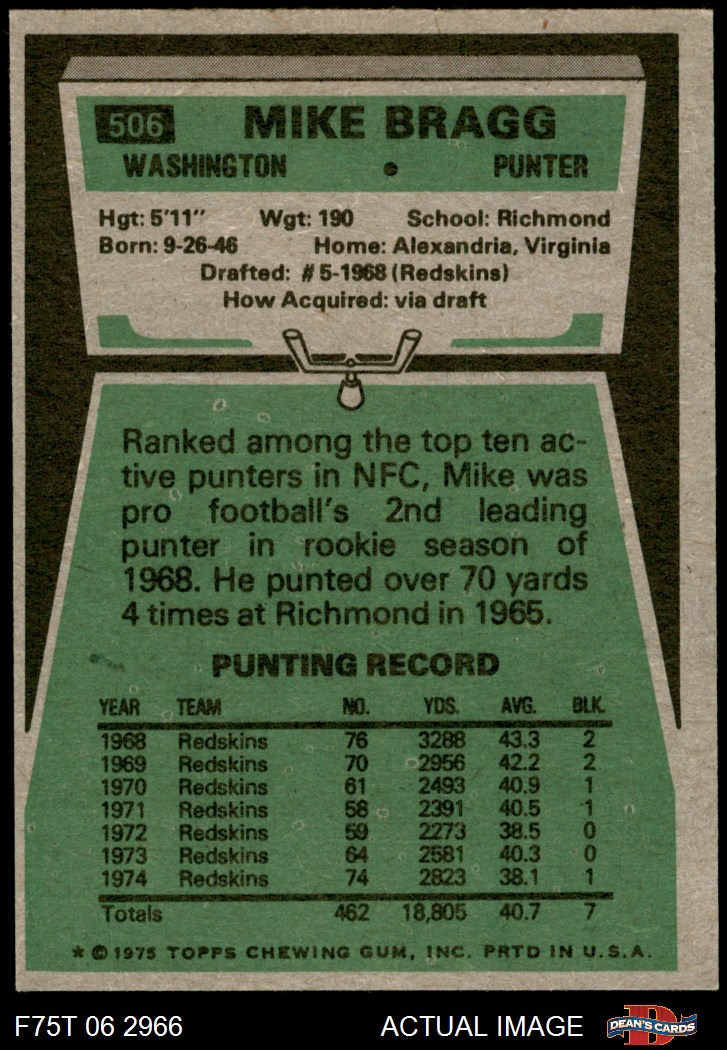 506 MIKE BRAGG
WASHINGTON • PUNTER
Hgt: 5'11" Wgt: 190 School: Richmond
Born: 9-26-46 Home: Alexandria, Virginia
Drafted: #5-1968 (Redskins)
How Acquired: via draft
Ranked among the top ten ac-
tive punters in NFC, Mike was
pro football's 2nd leading
punter in rookie season of
1968. He punted over 70 yards
4 times at Richmond in 1965.
PUNTING RECORD
YEAR TEAM NO. YDS. AVG. BLK.
1968 Redskins 76 3288 43.3 2
1969 Redskins 70 2956 42.2 2
1970 Redskins 61 2493 40.9 1
1971 Redskins 58 2391 40.5 1
1972 Redskins 59 2273 38.5 0
1973 Redskins 64 2581 40.3 0
1974 Redskins 74 2823 38.1 1
Totals 462 18,805 40.7 7
* © 1975 TOPPS CHEWING GUM, INC. PRTD IN U.S.A.
F75T 06 2966 ACTUAL IMAGE DEAN'S CARDS